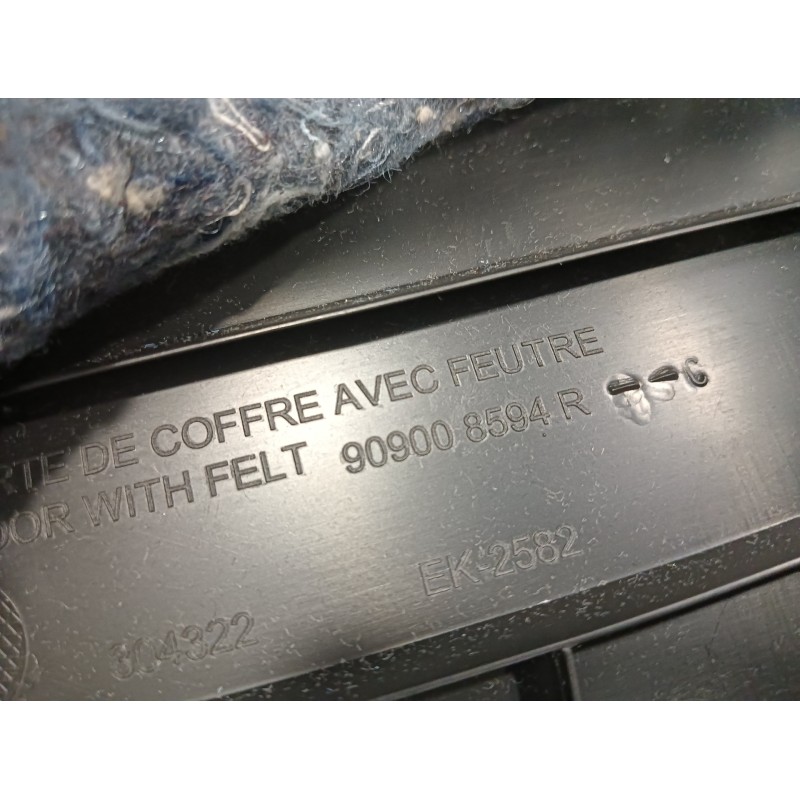 RTE DE COFFRE AVEC FEUTRE
OOR WITH FELT 90900 8594 R C
EK-2582
304322